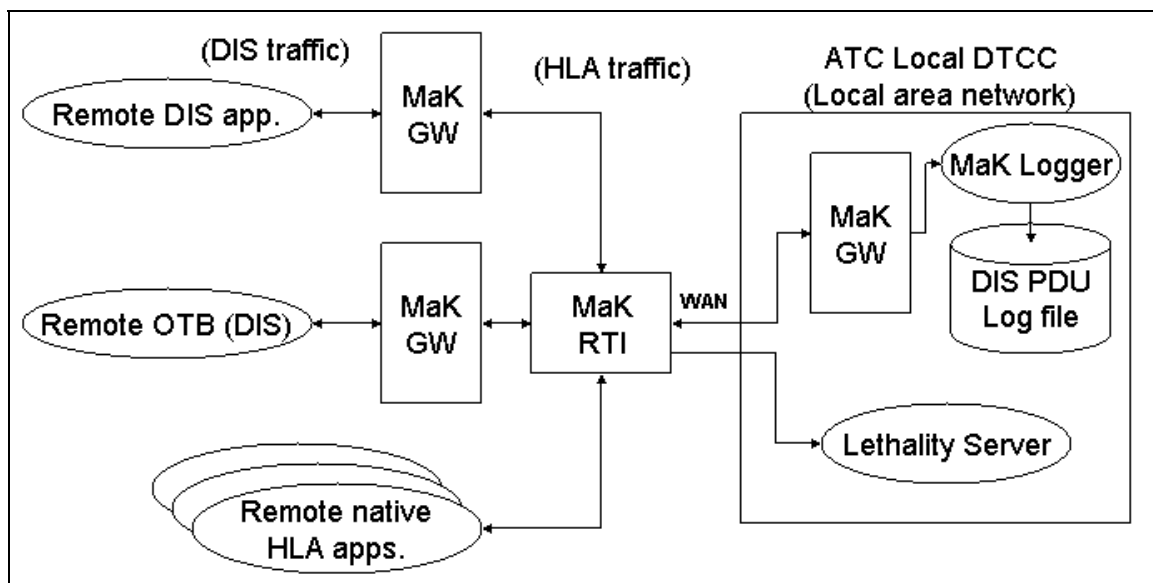 (DIS traffic)
MaK
GW
(HLA traffic)
ATC Local DTCC
(Local area network)
Remote DIS app.
MaK Logger
MaK
GW
DIS PDU
Log file
Remote OTB (DIS)
MaK
GW
MaK
RTI
WAN
Lethality Server
Remote native
HLA apps.